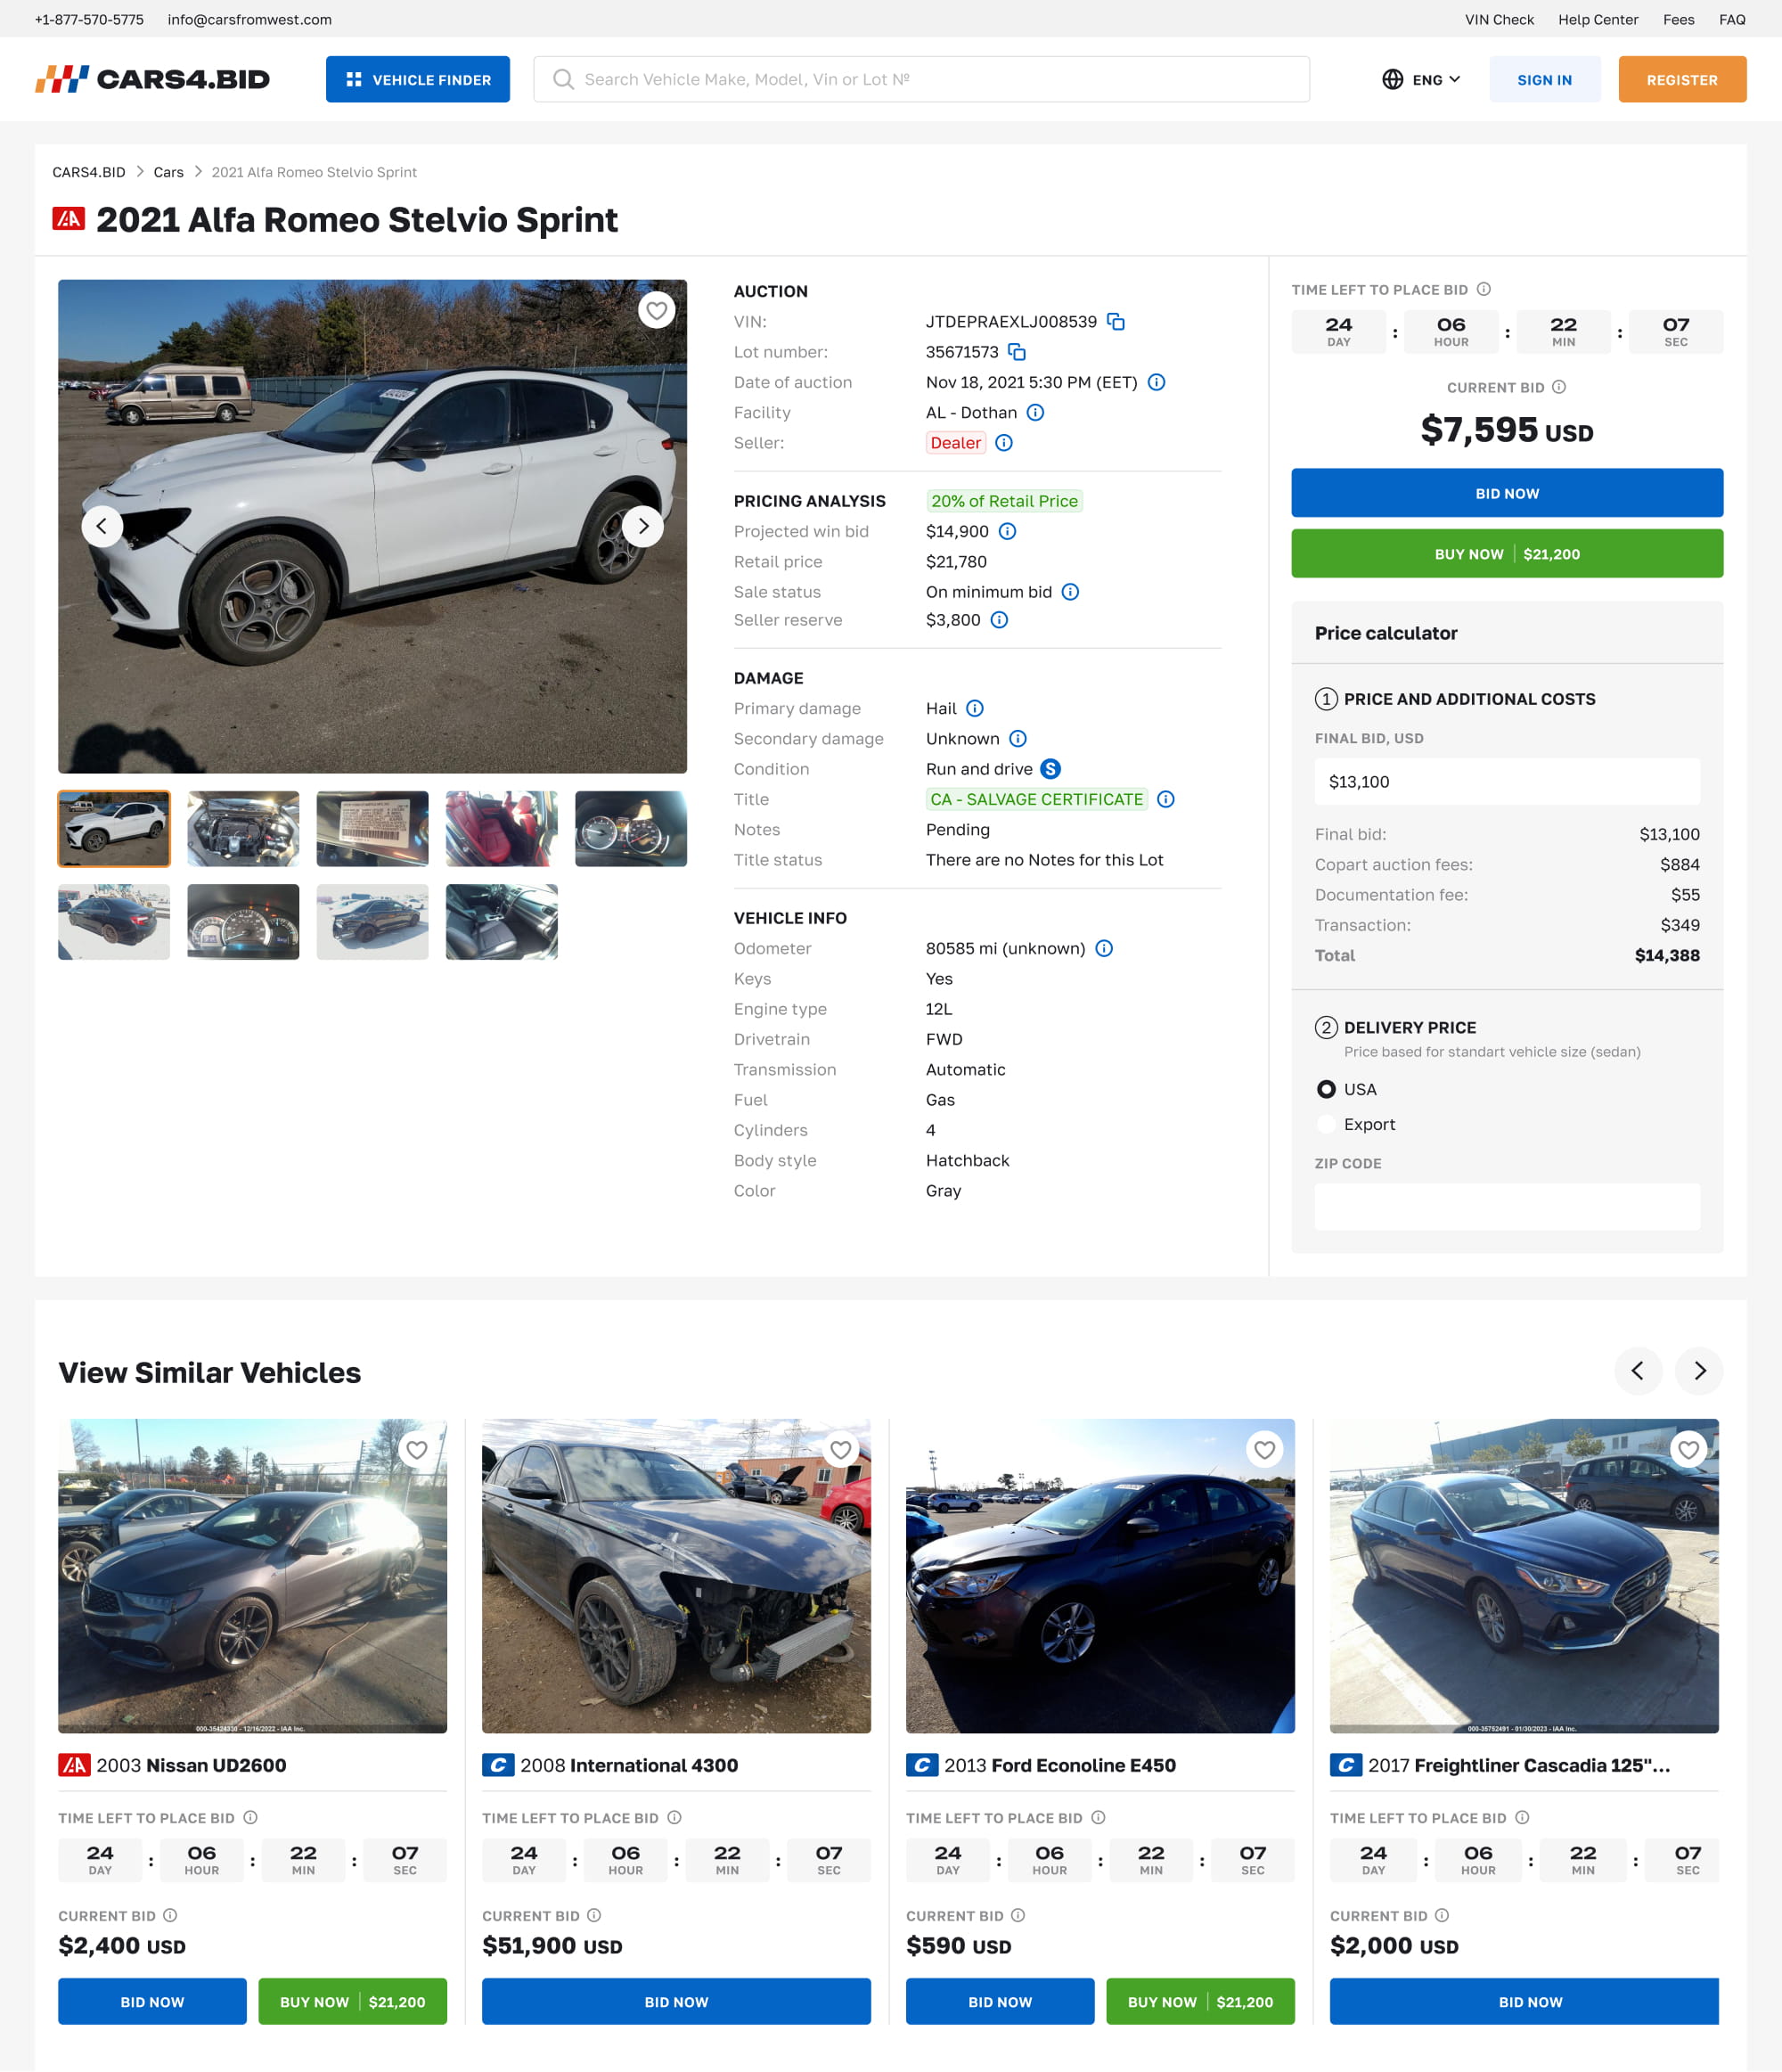 +1-877-570-5775 info@carsfromwest.com VIN Check Help Center Fees FAQ
CARS4.BID VEHICLE FINDER Search Vehicle Make, Model, Vin or Lot Nº ENG SIGN IN REGISTER
CARS4.BID Cars 2021 Alfa Romeo Stelvio Sprint
2021 Alfa Romeo Stelvio Sprint
AUCTION
VIN: JTDEPRAEXLJ008539
Lot number: 35671573
Date of auction Nov 18, 2021 5:30 PM (EET)
Facility AL - Dothan
Seller: Dealer
PRICING ANALYSIS 20% of Retail Price
Projected win bid $14,900
Retail price $21,780
Sale status On minimum bid
Seller reserve $3,800
DAMAGE
Primary damage Hail
Secondary damage Unknown
Condition Run and drive S
Title CA - SALVAGE CERTIFICATE
Notes Pending
Title status There are no Notes for this Lot
VEHICLE INFO
Odometer 80585 mi (unknown)
Keys Yes
Engine type 12L
Drivetrain FWD
Transmission Automatic
Fuel Gas
Cylinders 4
Body style Hatchback
Color Gray
TIME LEFT TO PLACE BID
24 : 06 : 22 : 07
DAY HOUR MIN SEC
CURRENT BID
$7,595 USD
BID NOW
BUY NOW $21,200
Price calculator
1 PRICE AND ADDITIONAL COSTS
FINAL BID, USD
$13,100
Final bid: $13,100
Copart auction fees: $884
Documentation fee: $55
Transaction: $349
Total $14,388
2 DELIVERY PRICE
Price based for standart vehicle size (sedan)
USA
Export
ZIP CODE
View Similar Vehicles
000-35424330 - 12/16/2022 - IAA Inc.
IAA 2003 Nissan UD2600
TIME LEFT TO PLACE BID
24 : 06 : 22 : 07
DAY HOUR MIN SEC
CURRENT BID
$2,400 USD
BID NOW BUY NOW $21,200
C 2008 International 4300
TIME LEFT TO PLACE BID
24 : 06 : 22 : 07
DAY HOUR MIN SEC
CURRENT BID
$51,900 USD
BID NOW
C 2013 Ford Econoline E450
TIME LEFT TO PLACE BID
24 : 06 : 22 : 07
DAY HOUR MIN SEC
CURRENT BID
$590 USD
BID NOW BUY NOW $21,200
000-35752491 - 01/30/2023 - IAA Inc.
C 2017 Freightliner Cascadia 125"...
TIME LEFT TO PLACE BID
24 : 06 : 22 : 07
DAY HOUR MIN SEC
CURRENT BID
$2,000 USD
BID NOW